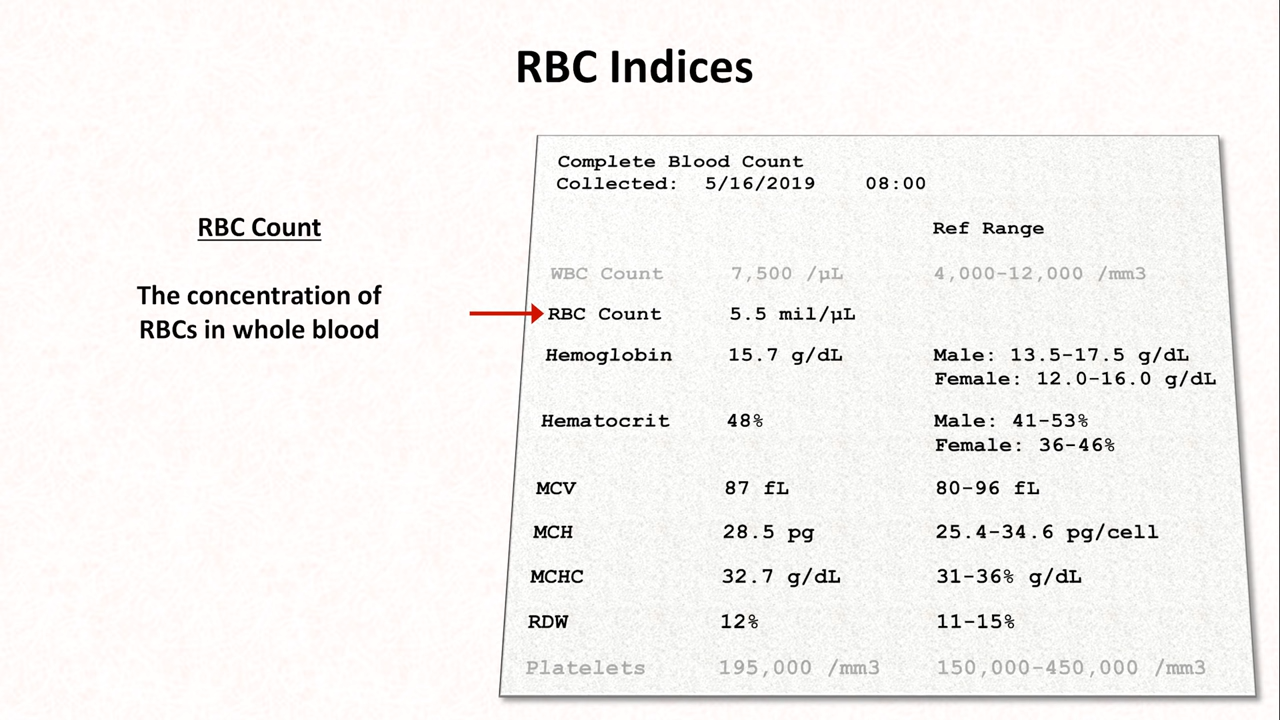 RBC Indices
RBC Count
The concentration of
RBCs in whole blood
Complete Blood Count
Collected: 5/16/2019 08:00
Ref Range
WBC Count 7,500 /µL 4,000-12,000 /mm3
RBC Count 5.5 mil/µL
Hemoglobin 15.7 g/dL Male: 13.5-17.5 g/dL
Female: 12.0-16.0 g/dL
Hematocrit 48% Male: 41-53%
Female: 36-46%
MCV 87 fL 80-96 fL
MCH 28.5 pg 25.4-34.6 pg/cell
MCHC 32.7 g/dL 31-36% g/dL
RDW 12% 11-15%
Platelets 195,000 /mm3 150,000-450,000 /mm3